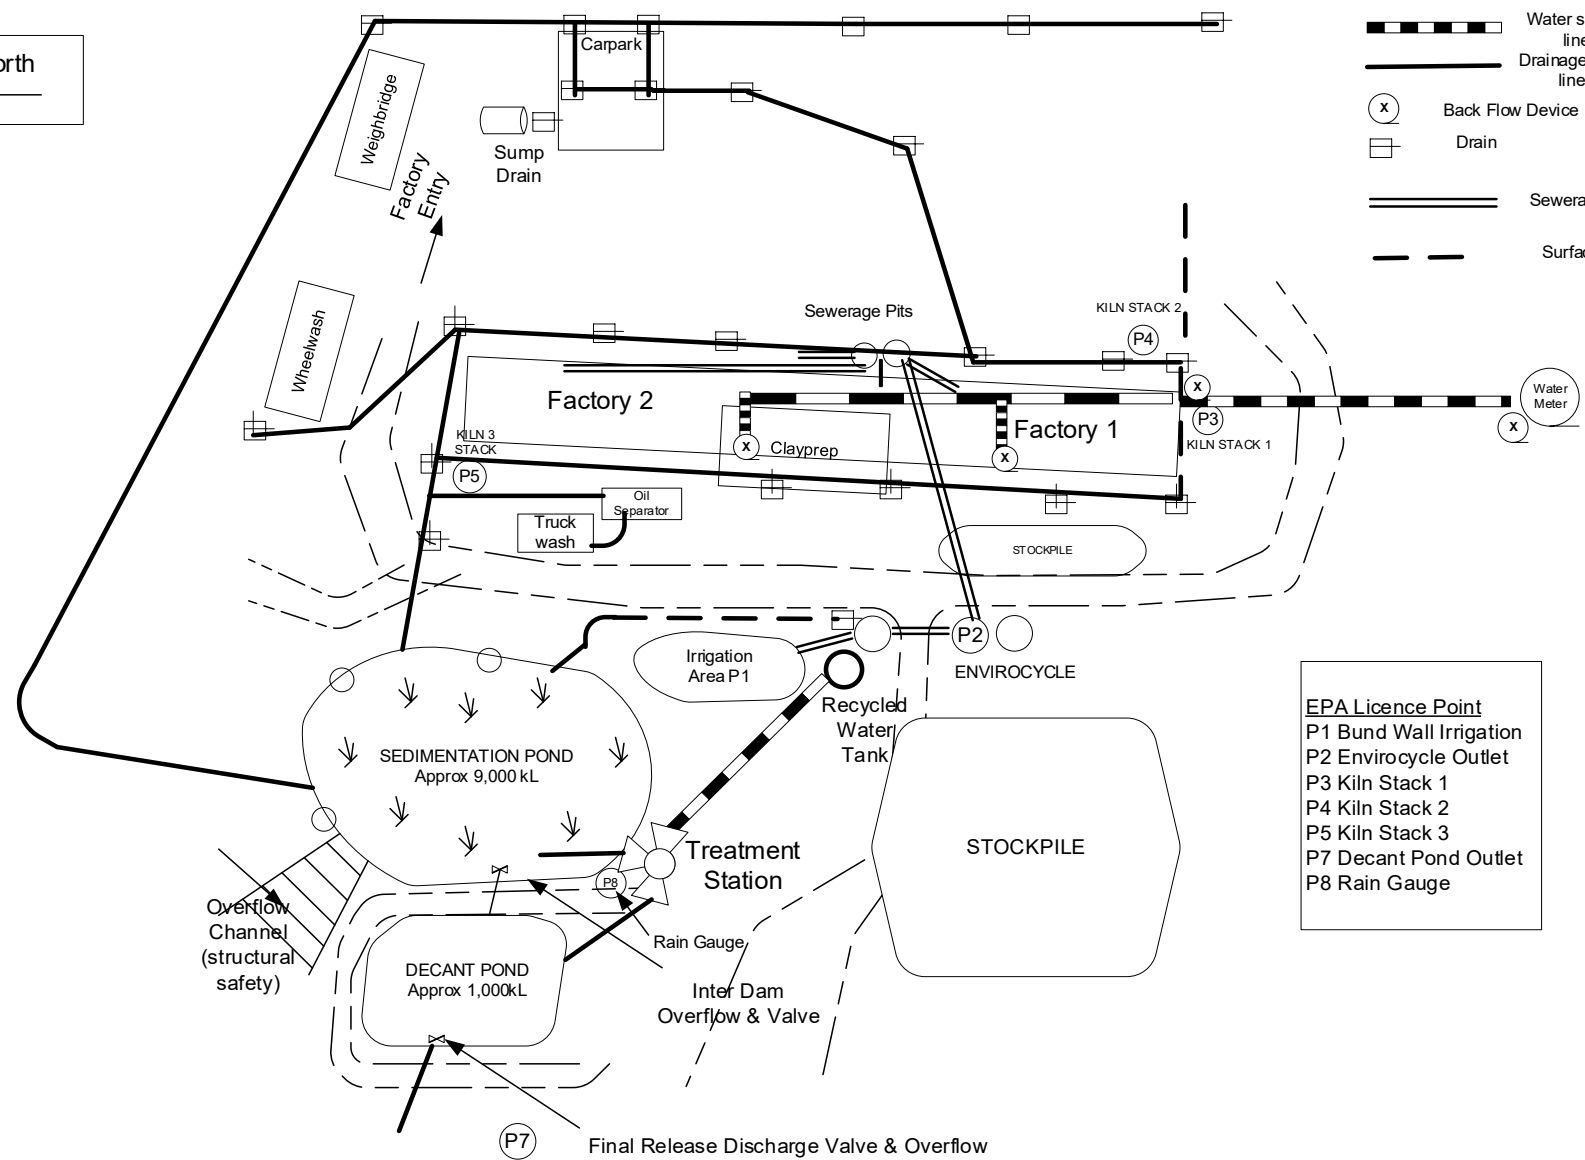 orth
Carpark
Weighbridge
Sump
Drain
Factory
Entry
Water s
line
Drainage
line
X
Back Flow Device
Drain
Sewera
Surfac
Wheelwash
Sewerage Pits
KILN STACK 2
P4
Factory 2
X
P3
KILN STACK 1
Water
Meter
X
KILN 3
STACK
P5
X
Clayprep
Factory 1
X
Oil
Separator
Truck
wash
STOCKPILE
P2
ENVIROCYCLE
Irrigation
Area P1
Recycled
Water
Tank
SEDIMENTATION POND
Approx 9,000 kL
STOCKPILE
EPA Licence Point
P1 Bund Wall Irrigation
P2 Envirocycle Outlet
P3 Kiln Stack 1
P4 Kiln Stack 2
P5 Kiln Stack 3
P7 Decant Pond Outlet
P8 Rain Gauge
Treatment
Station
P8
Overflow
Channel
(structural
safety)
Rain Gauge
DECANT POND
Approx 1,000kL
Inter Dam
Overflow & Valve
P7
Final Release Discharge Valve & Overflow